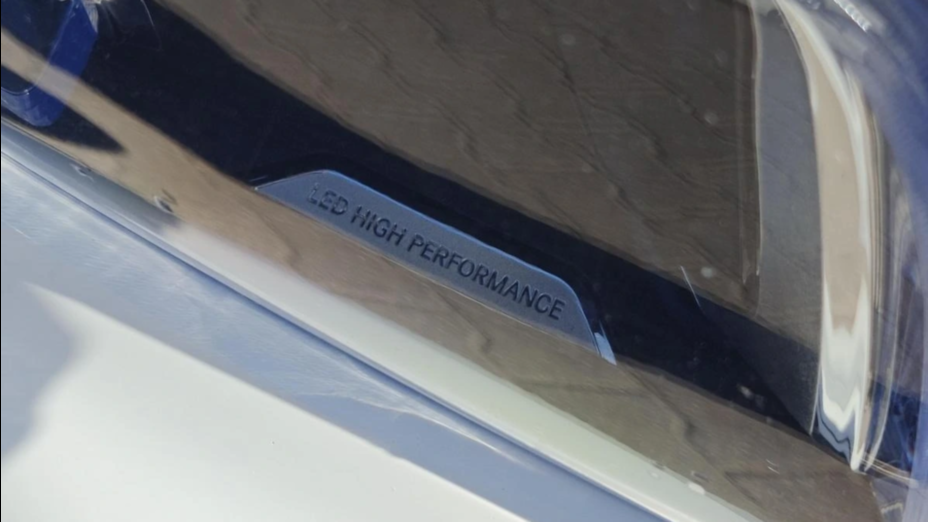 LED HIGH PERFORMANCE